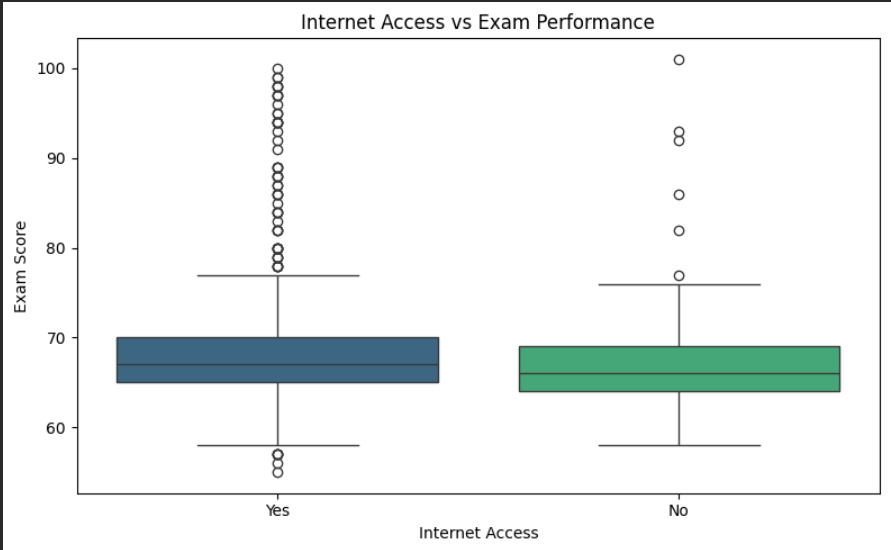 Internet Access vs Exam Performance
100
90
80
70
60
Exam Score
Yes
No
Internet Access